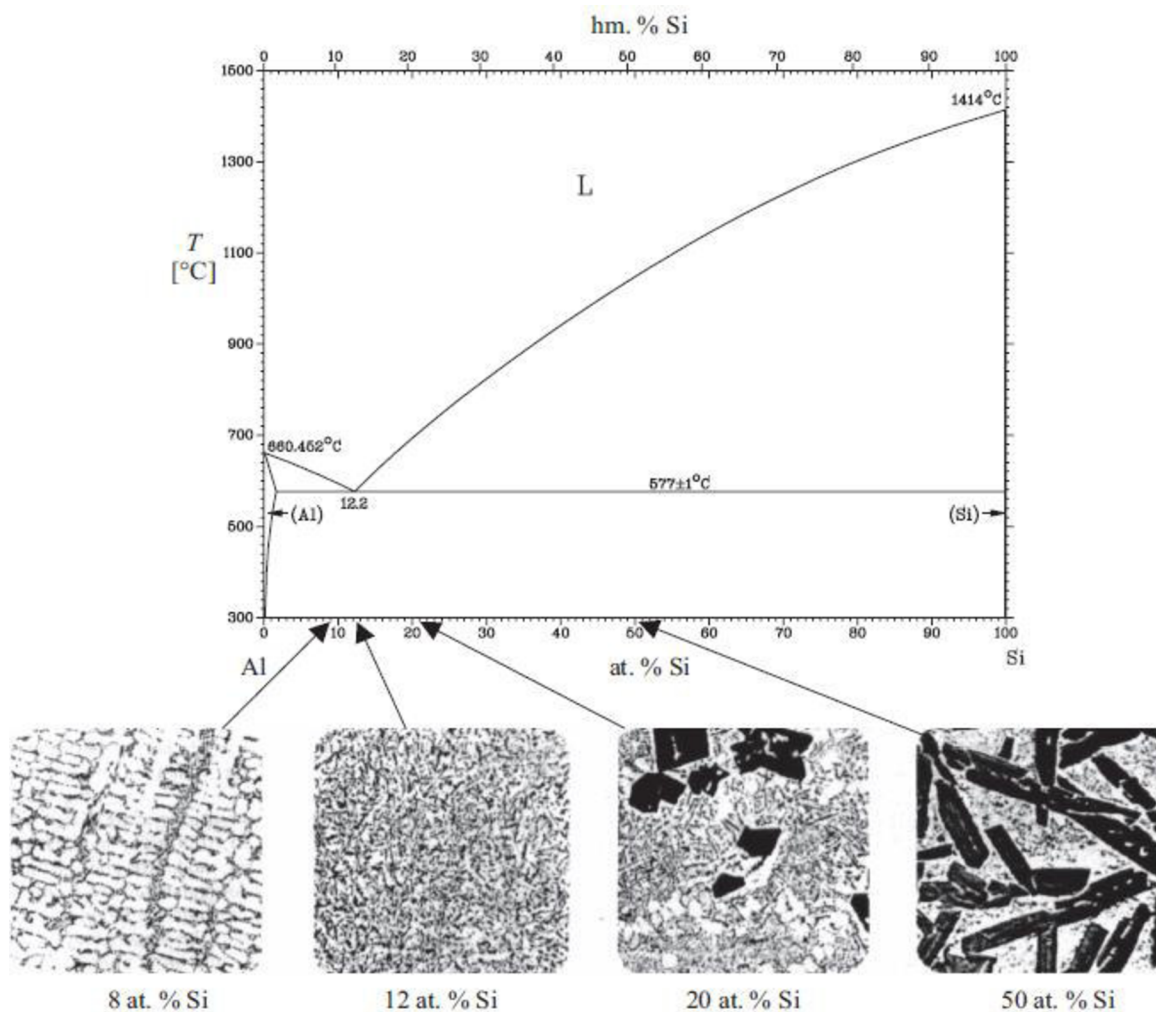 hm. % Si
0 10 20 30 40 50 60 70 80 90 100
1500
1414°C
1300
L
T
[°C]
1100
900
700
660.452°C
577±1°C
12.2
(Al)
(Si)
500
300
0 10 20 30 40 50 60 70 80 90 100
Al
at. % Si
Si
8 at. % Si
12 at. % Si
20 at. % Si
50 at. % Si